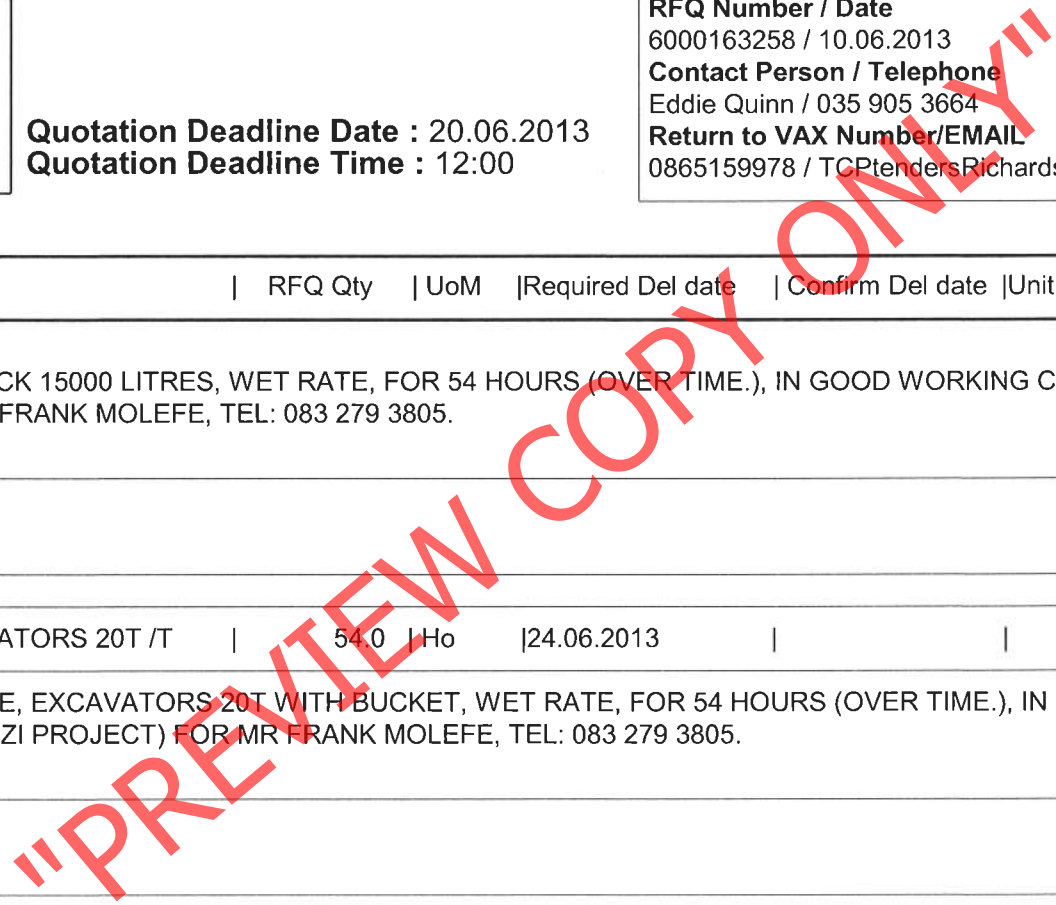 RFQ Number / Date
6000163258 / 10.06.2013
Contact Person / Telephone
Eddie Quinn / 035 905 3664
Quotation Deadline Date : 20.06.2013
Return to VAX Number/EMAIL
Quotation Deadline Time : 12:00
0865159978 / TCPtendersRichards
| RFQ Qty | UoM |Required Del date | Confirm Del date |Unit
CK 15000 LITRES, WET RATE, FOR 54 HOURS (OVER TIME.), IN GOOD WORKING C
FRANK MOLEFE, TEL: 083 279 3805.
ATORS 20T /T | 54.0 | Ho |24.06.2013 | |
E, EXCAVATORS 20T WITH BUCKET, WET RATE, FOR 54 HOURS (OVER TIME.), IN
ZI PROJECT) FOR MR FRANK MOLEFE, TEL: 083 279 3805.
"PREVIEW COPY ONLY"